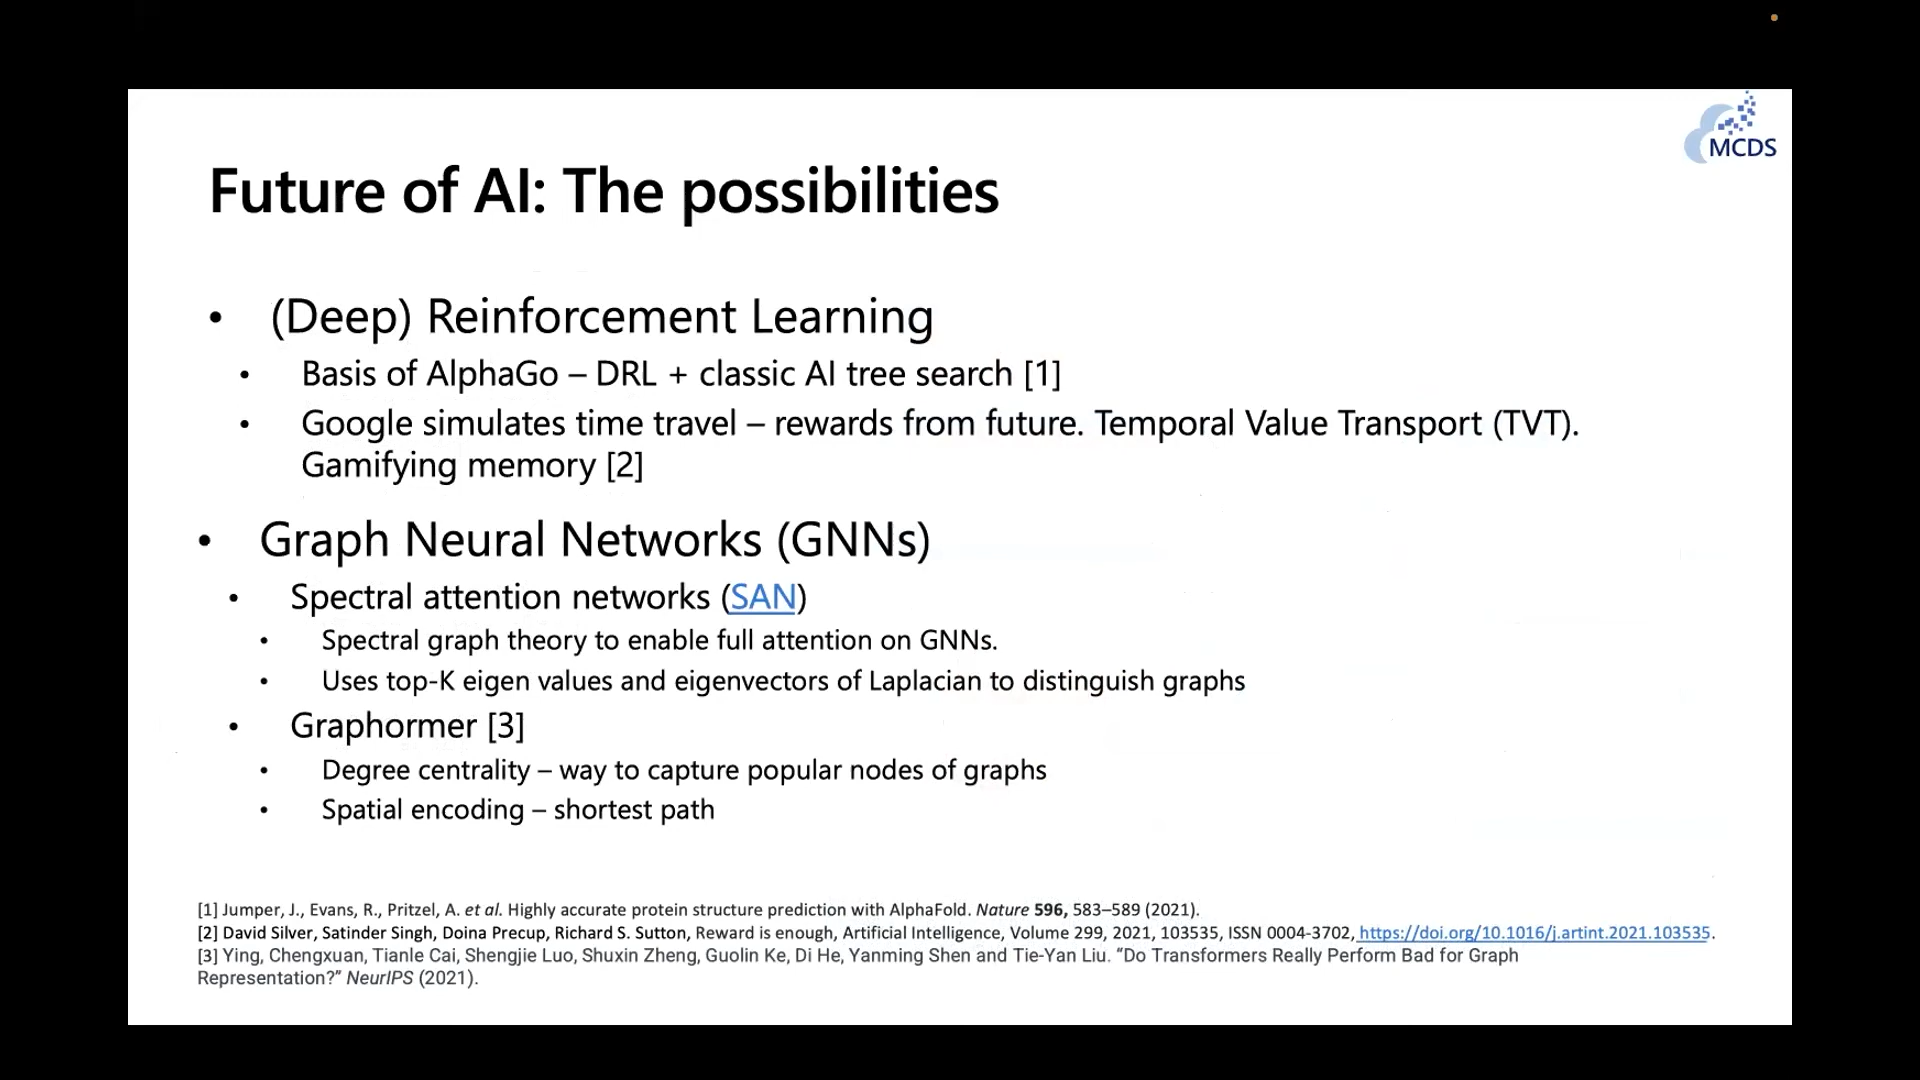 MCDS
Future of AI: The possibilities
• (Deep) Reinforcement Learning
• Basis of AlphaGo – DRL + classic AI tree search [1]
• Google simulates time travel – rewards from future. Temporal Value Transport (TVT).
Gamifying memory [2]
• Graph Neural Networks (GNNs)
• Spectral attention networks (SAN)
• Spectral graph theory to enable full attention on GNNs.
• Uses top-K eigen values and eigenvectors of Laplacian to distinguish graphs
• Graphormer [3]
• Degree centrality – way to capture popular nodes of graphs
• Spatial encoding – shortest path
[1] Jumper, J., Evans, R., Pritzel, A. et al. Highly accurate protein structure prediction with AlphaFold. Nature 596, 583–589 (2021).
[2] David Silver, Satinder Singh, Doina Precup, Richard S. Sutton, Reward is enough, Artificial Intelligence, Volume 299, 2021, 103535, ISSN 0004-3702, https://doi.org/10.1016/j.artint.2021.103535.
[3] Ying, Chengxuan, Tianle Cai, Shengjie Luo, Shuxin Zheng, Guolin Ke, Di He, Yanming Shen and Tie-Yan Liu. “Do Transformers Really Perform Bad for Graph
Representation?” NeurIPS (2021).